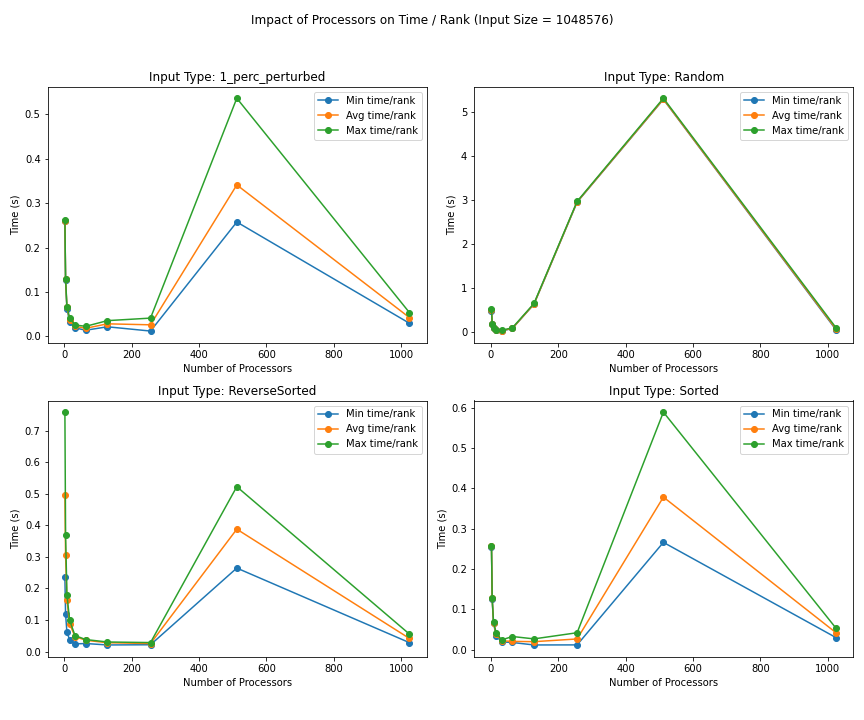 Impact of Processors on Time / Rank (Input Size = 1048576)
Input Type: 1_perc_perturbed
Min time/rank
Avg time/rank
Max time/rank
0.5
0.4
0.3
0.2
0.1
0.0
Time (s)
0 200 400 600 800 1000
Number of Processors
Input Type: Random
Min time/rank
Avg time/rank
Max time/rank
5
4
3
2
1
0
Time (s)
0 200 400 600 800 1000
Number of Processors
Input Type: ReverseSorted
Min time/rank
Avg time/rank
Max time/rank
0.7
0.6
0.5
0.4
0.3
0.2
0.1
0.0
Time (s)
0 200 400 600 800 1000
Number of Processors
Input Type: Sorted
Min time/rank
Avg time/rank
Max time/rank
0.6
0.5
0.4
0.3
0.2
0.1
0.0
Time (s)
0 200 400 600 800 1000
Number of Processors